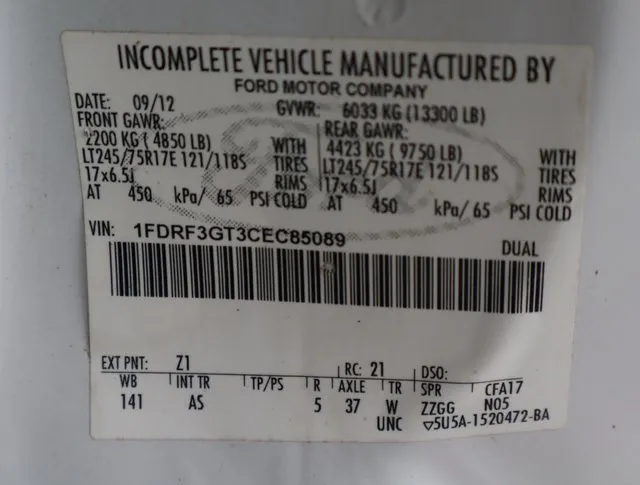 INCOMPLETE VEHICLE MANUFACTURED BY
FORD MOTOR COMPANY
DATE: 09/12 GVWR: 6033 KG (13300 LB)
FRONT GAWR: REAR GAWR:
2200 KG (4850 LB) WITH 4423 KG (9750 LB) WITH
LT245/75R17E 121/118S TIRES LT245/75R17E 121/118S TIRES
17x6.5J RIMS 17x6.5J RIMS
AT 450 kPa/ 65 PSI COLD AT 450 kPa/ 65 PSI COLD
VIN: 1FDRF3GT3CEC85089 DUAL
EXT PNT: Z1 RC: 21 DSO:
WB INT TR TP/PS R AXLE TR SPR CFA17
141 AS 5 37 W ZZGG N05
UNC ▽5U5A-1520472-BA